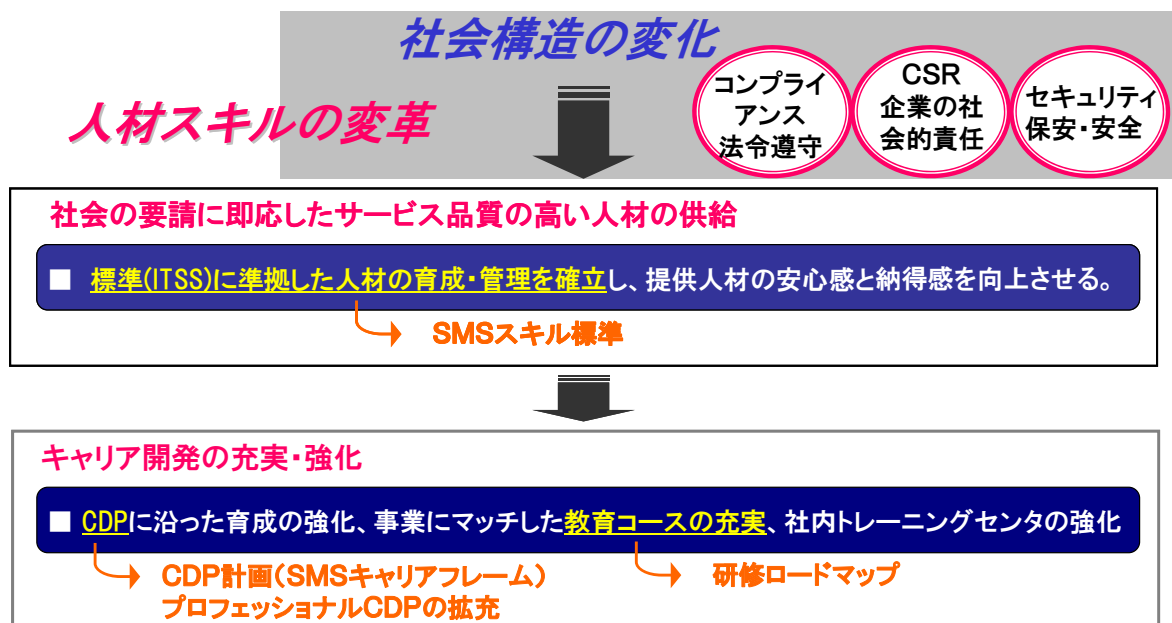 社会構造の変化
人材スキルの変革
コンプライ
アンス
法令遵守
CSR
企業の社
会的責任
セキュリティ
保安・安全
社会の要請に即応したサービス品質の高い人材の供給
■ 標準(ITSS)に準拠した人材の育成・管理を確立し、提供人材の安心感と納得感を向上させる。
SMSスキル標準
キャリア開発の充実・強化
■ CDPに沿った育成の強化、事業にマッチした教育コースの充実、社内トレーニングセンタの強化
CDP計画(SMSキャリアフレーム)
プロフェッショナルCDPの拡充
研修ロードマップ